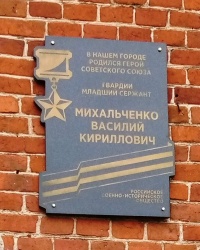 В НАШЕМ ГОРОДЕ
РОДИЛСЯ ГЕРОЙ
СОВЕТСКОГО СОЮЗА
ГВАРДИИ
МЛАДШИЙ СЕРЖАНТ
МИХАЛЬЧЕНКО
ВАСИЛИЙ
КИРИЛЛОВИЧ
РОССИЙСКОЕ
ВОЕННО-ИСТОРИЧЕСКОЕ
ОБЩЕСТВО